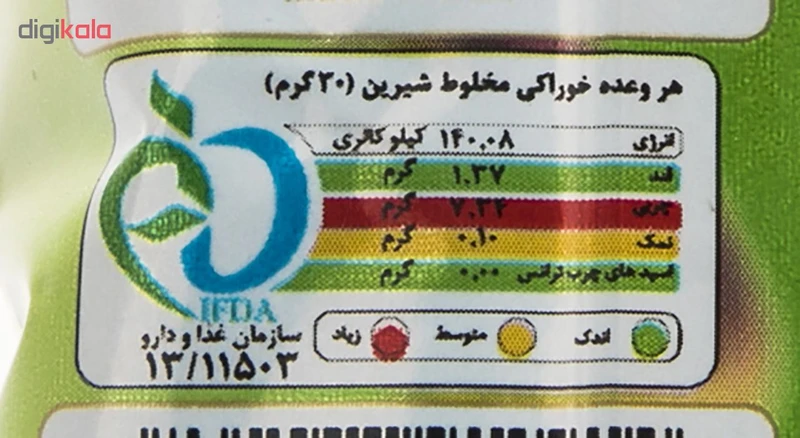 digikala
هر وعده خوراکی مخلوط شیرین (۳۰ گرم)
انرژی ۱۴۰.۰۸ کیلو کالری
قند ۱.۳۷ گرم
چربی ۷.۳۴ گرم
نمک ۰.۱۰ گرم
اسید های چرب ترانس ۰.۰۰ گرم
اندک متوسط زیاد
IFDA
سازمان غذا و دارو
۱۳/۱۱۵۰۳